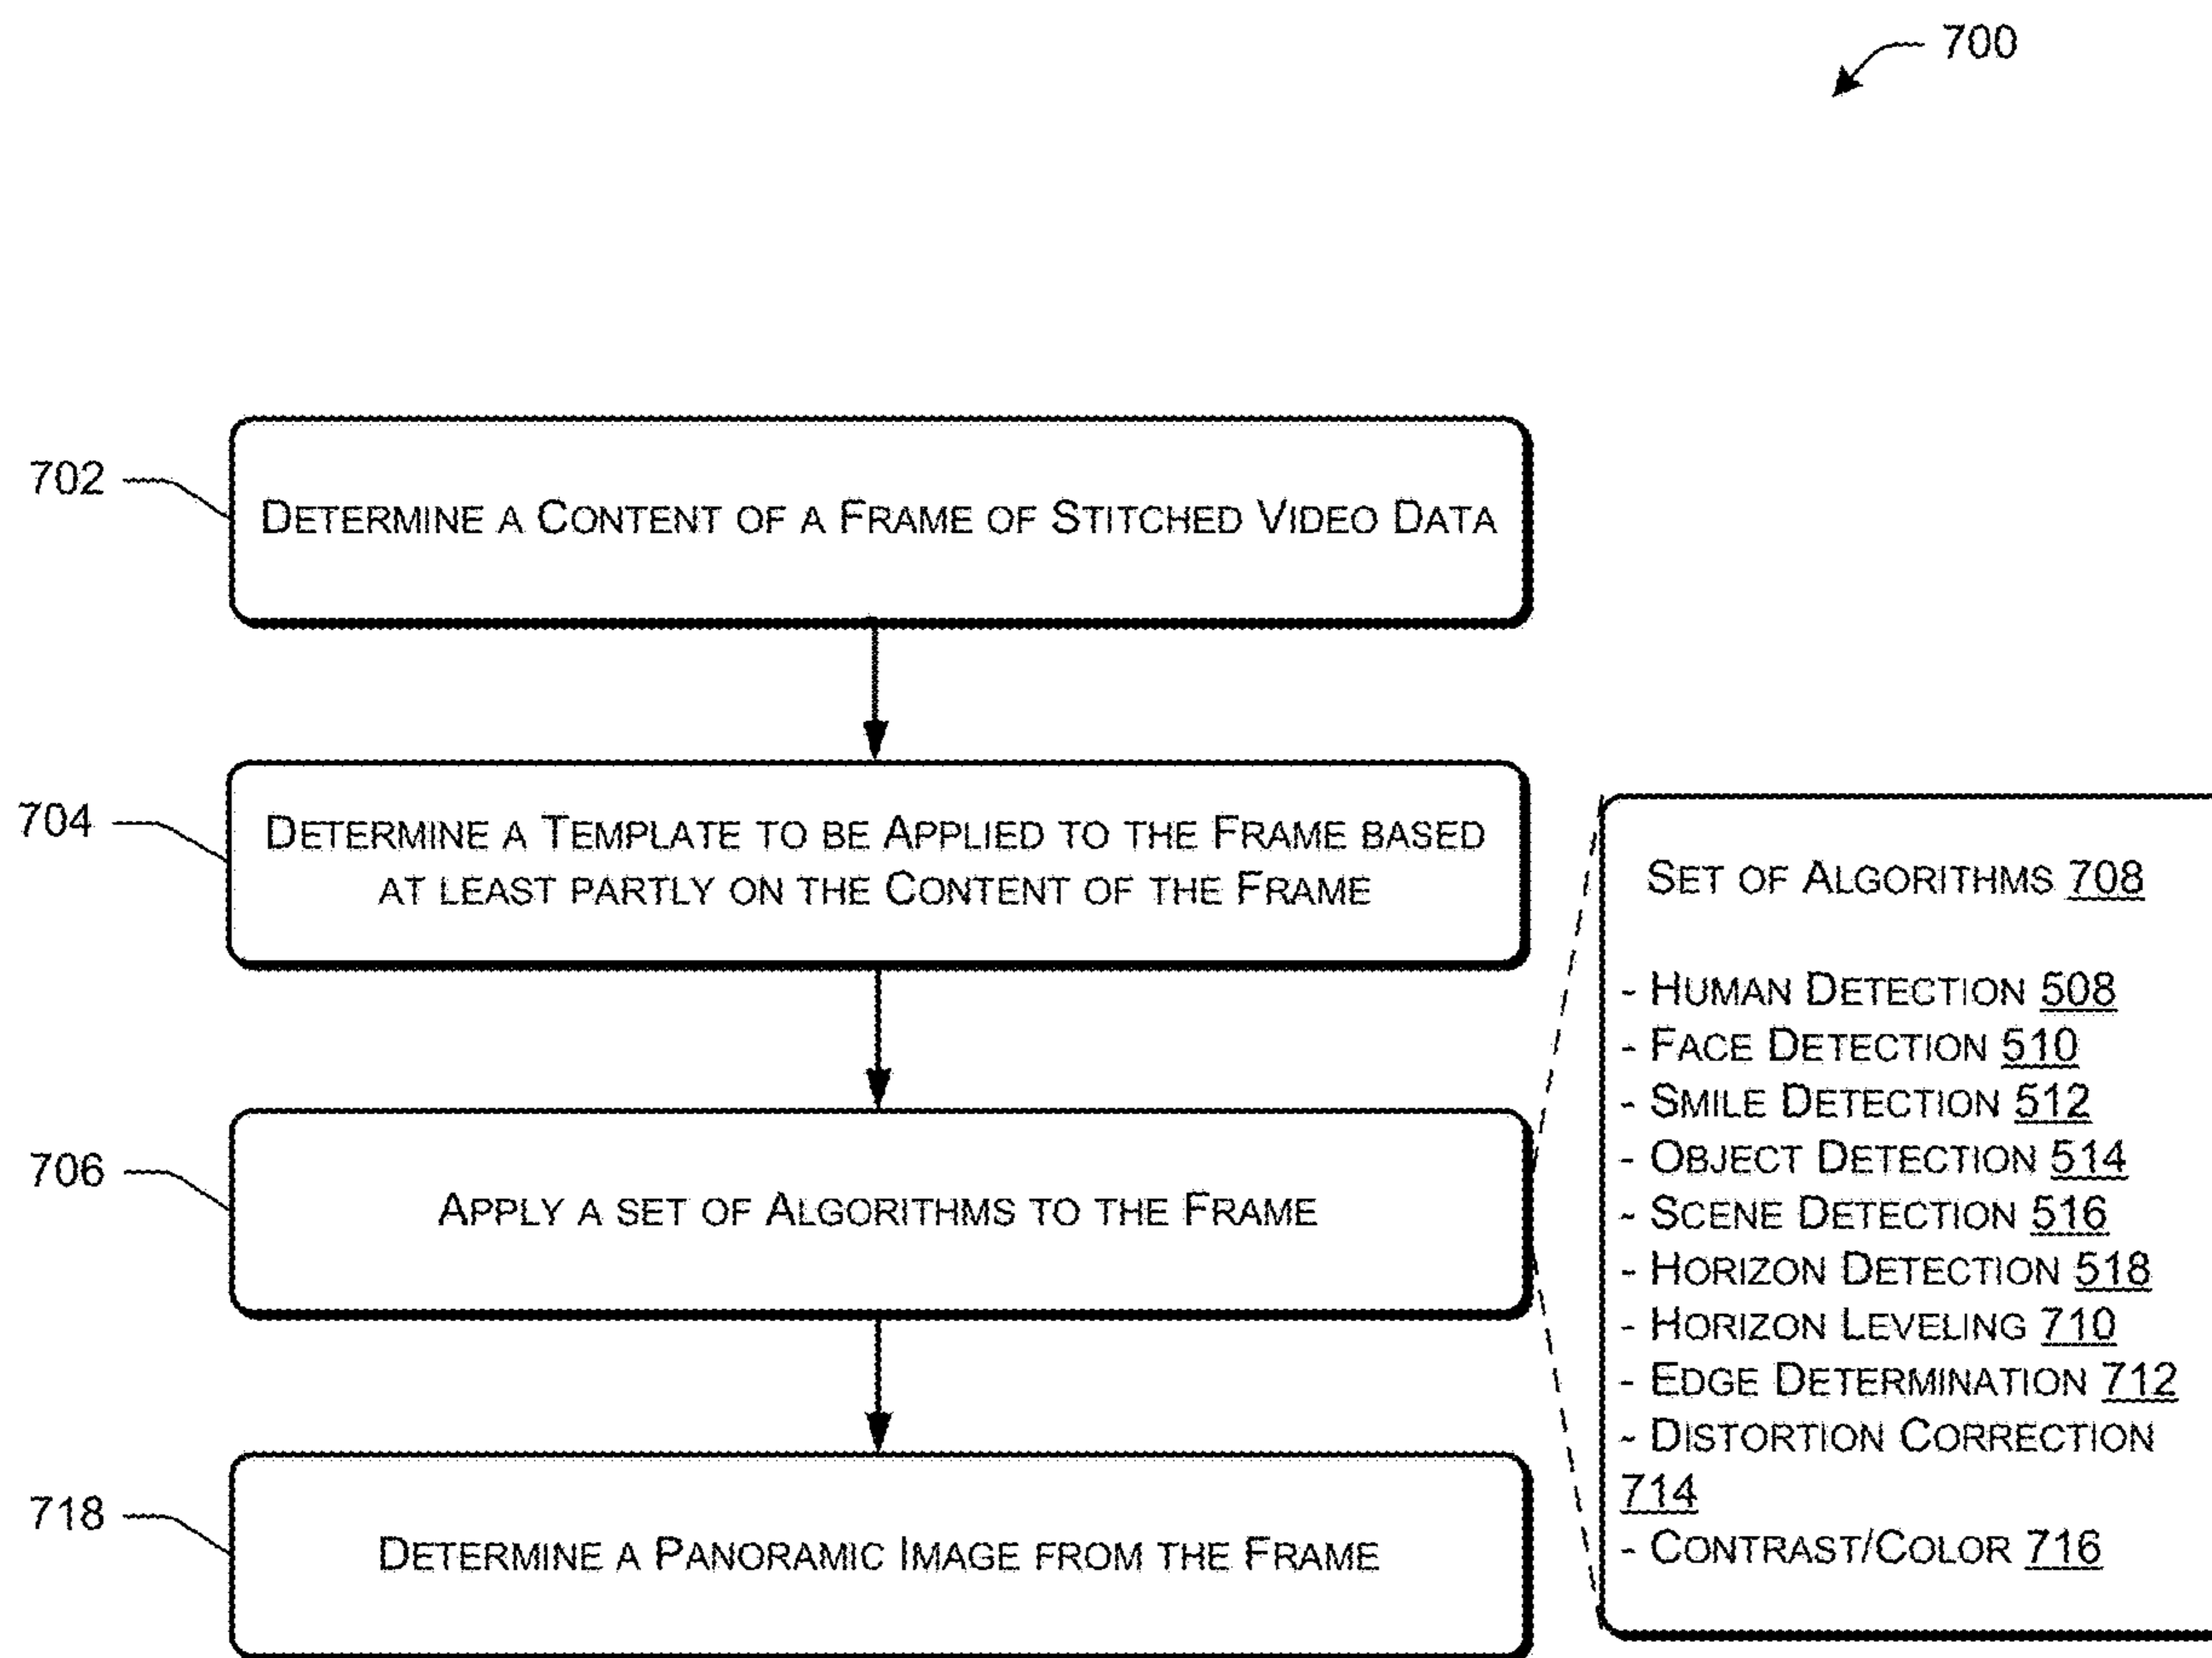 700
702
DETERMINE A CONTENT OF A FRAME OF STITCHED VIDEO DATA
704
DETERMINE A TEMPLATE TO BE APPLIED TO THE FRAME BASED
AT LEAST PARTLY ON THE CONTENT OF THE FRAME
706
APPLY A SET OF ALGORITHMS TO THE FRAME
SET OF ALGORITHMS 708
- HUMAN DETECTION 508
- FACE DETECTION 510
- SMILE DETECTION 512
- OBJECT DETECTION 514
- SCENE DETECTION 516
- HORIZON DETECTION 518
- HORIZON LEVELING 710
- EDGE DETERMINATION 712
- DISTORTION CORRECTION
714
- CONTRAST/COLOR 716
718
DETERMINE A PANORAMIC IMAGE FROM THE FRAME